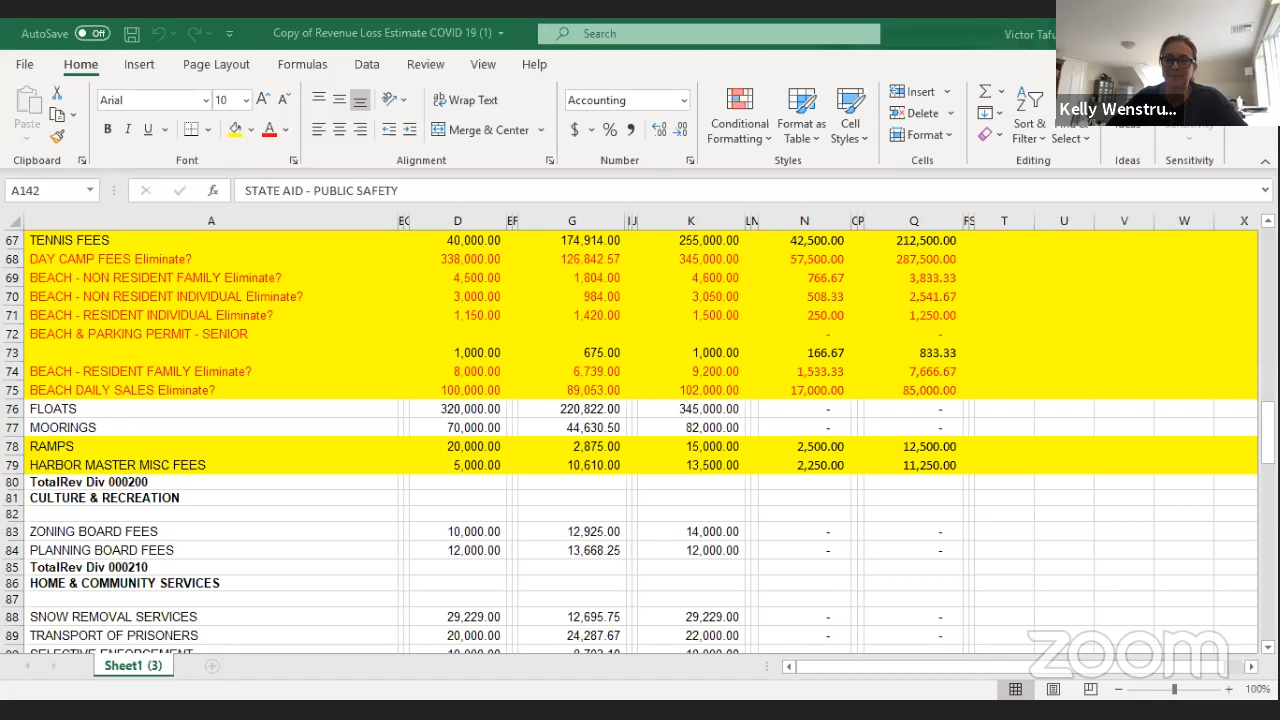 AutoSave Off Copy of Revenue Loss Estimate COVID 19 (1) Search Victor Tafu
File Home Insert Page Layout Formulas Data Review View Help
Kelly Wenstru...
Paste Arial 10 Wrap Text Accounting Conditional Formatting Format as Table Cell Styles Insert Sort & Filter Find & Select Ideas
B I U Merge & Center $ % Delete
Format
Clipboard Font Alignment Number Styles Cells Editing Ideas Sensitivity
A142 fx STATE AID - PUBLIC SAFETY
A E C D E F G I J K L N N O P Q R S T U V W X
67 TENNIS FEES 40,000.00 174,914.00 255,000.00 42,500.00 212,500.00
68 DAY CAMP FEES Eliminate? 338,000.00 126,842.57 345,000.00 57,500.00 287,500.00
69 BEACH - NON RESIDENT FAMILY Eliminate? 4,500.00 1,804.00 4,600.00 766.67 3,833.33
70 BEACH - NON RESIDENT INDIVIDUAL Eliminate? 3,000.00 984.00 3,050.00 508.33 2,541.67
71 BEACH - RESIDENT INDIVIDUAL Eliminate? 1,150.00 1,420.00 1,500.00 250.00 1,250.00
72 BEACH & PARKING PERMIT - SENIOR - -
73 1,000.00 675.00 1,000.00 166.67 833.33
74 BEACH - RESIDENT FAMILY Eliminate? 8,000.00 6,739.00 9,200.00 1,533.33 7,666.67
75 BEACH DAILY SALES Eliminate? 100,000.00 89,053.00 102,000.00 17,000.00 85,000.00
76 FLOATS 320,000.00 220,822.00 345,000.00 - -
77 MOORINGS 70,000.00 44,630.50 82,000.00 - -
78 RAMPS 20,000.00 2,875.00 15,000.00 2,500.00 12,500.00
79 HARBOR MASTER MISC FEES 5,000.00 10,610.00 13,500.00 2,250.00 11,250.00
80 TotalRev Div 000200
81 CULTURE & RECREATION
82
83 ZONING BOARD FEES 10,000.00 12,925.00 14,000.00 - -
84 PLANNING BOARD FEES 12,000.00 13,668.25 12,000.00 - -
85 TotalRev Div 000210
86 HOME & COMMUNITY SERVICES
87
88 SNOW REMOVAL SERVICES 29,229.00 12,695.75 29,229.00 - -
89 TRANSPORT OF PRISONERS 20,000.00 24,287.67 22,000.00 - -
SELECTIVE ENFORCEMENT
zoom
Sheet1 (3)
100%